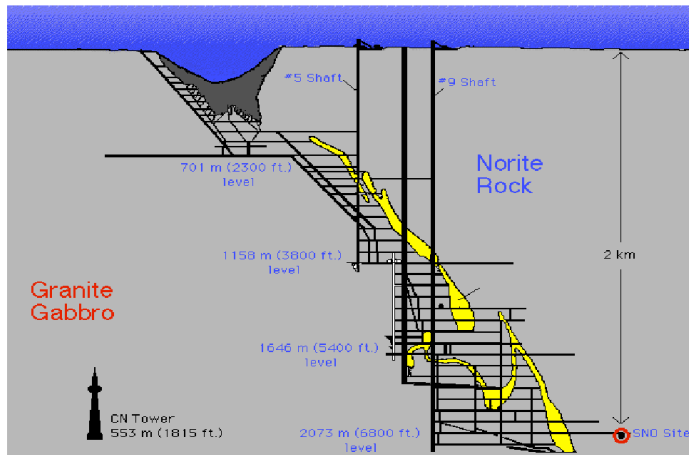 #5 Shaft
#9 Shaft
701 m (2300 ft.)
level
Norite
Rock
1158 m (3800 ft.)
level
2 km
Granite
Gabbro
1646 m (5400 ft.)
level
CN Tower
553 m (1815 ft.)
2073 m (6800 ft.)
level
SNO Site